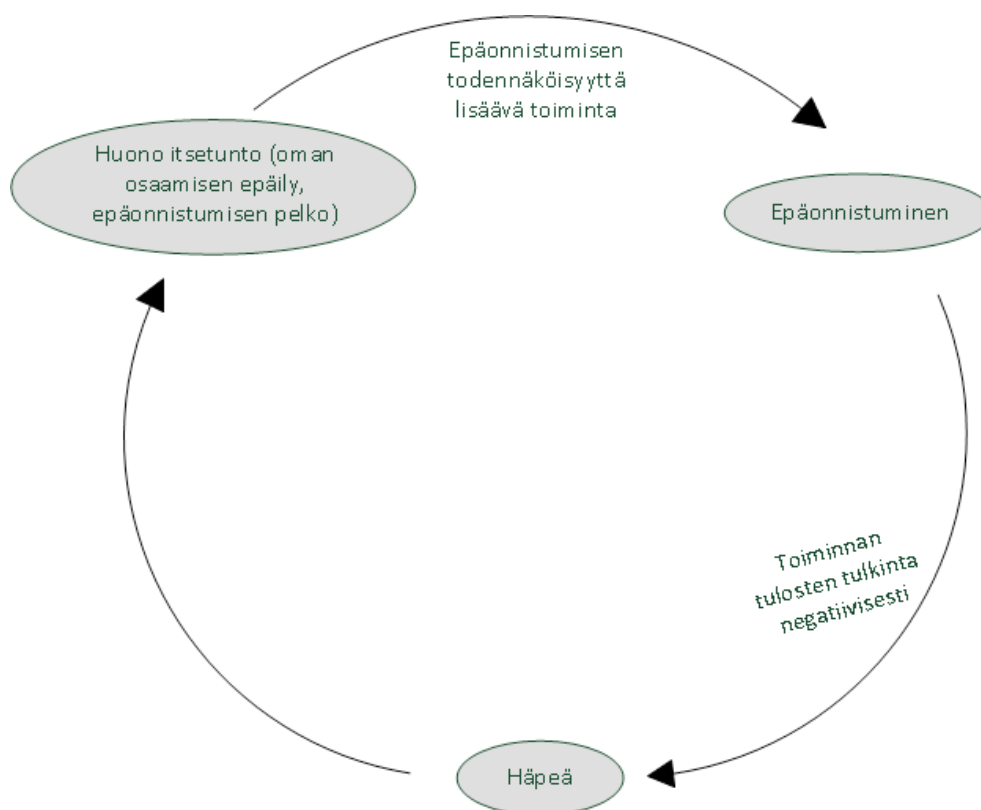 Epäonnistumisen
todennäköisyyttä
lisäävä toiminta
Huono itsetunto (oman
osaamisen epäily,
epäonnistumisen pelko)
Epäonnistuminen
Toiminnan
tulosten tulkinta
negatiivisesti
Häpeä